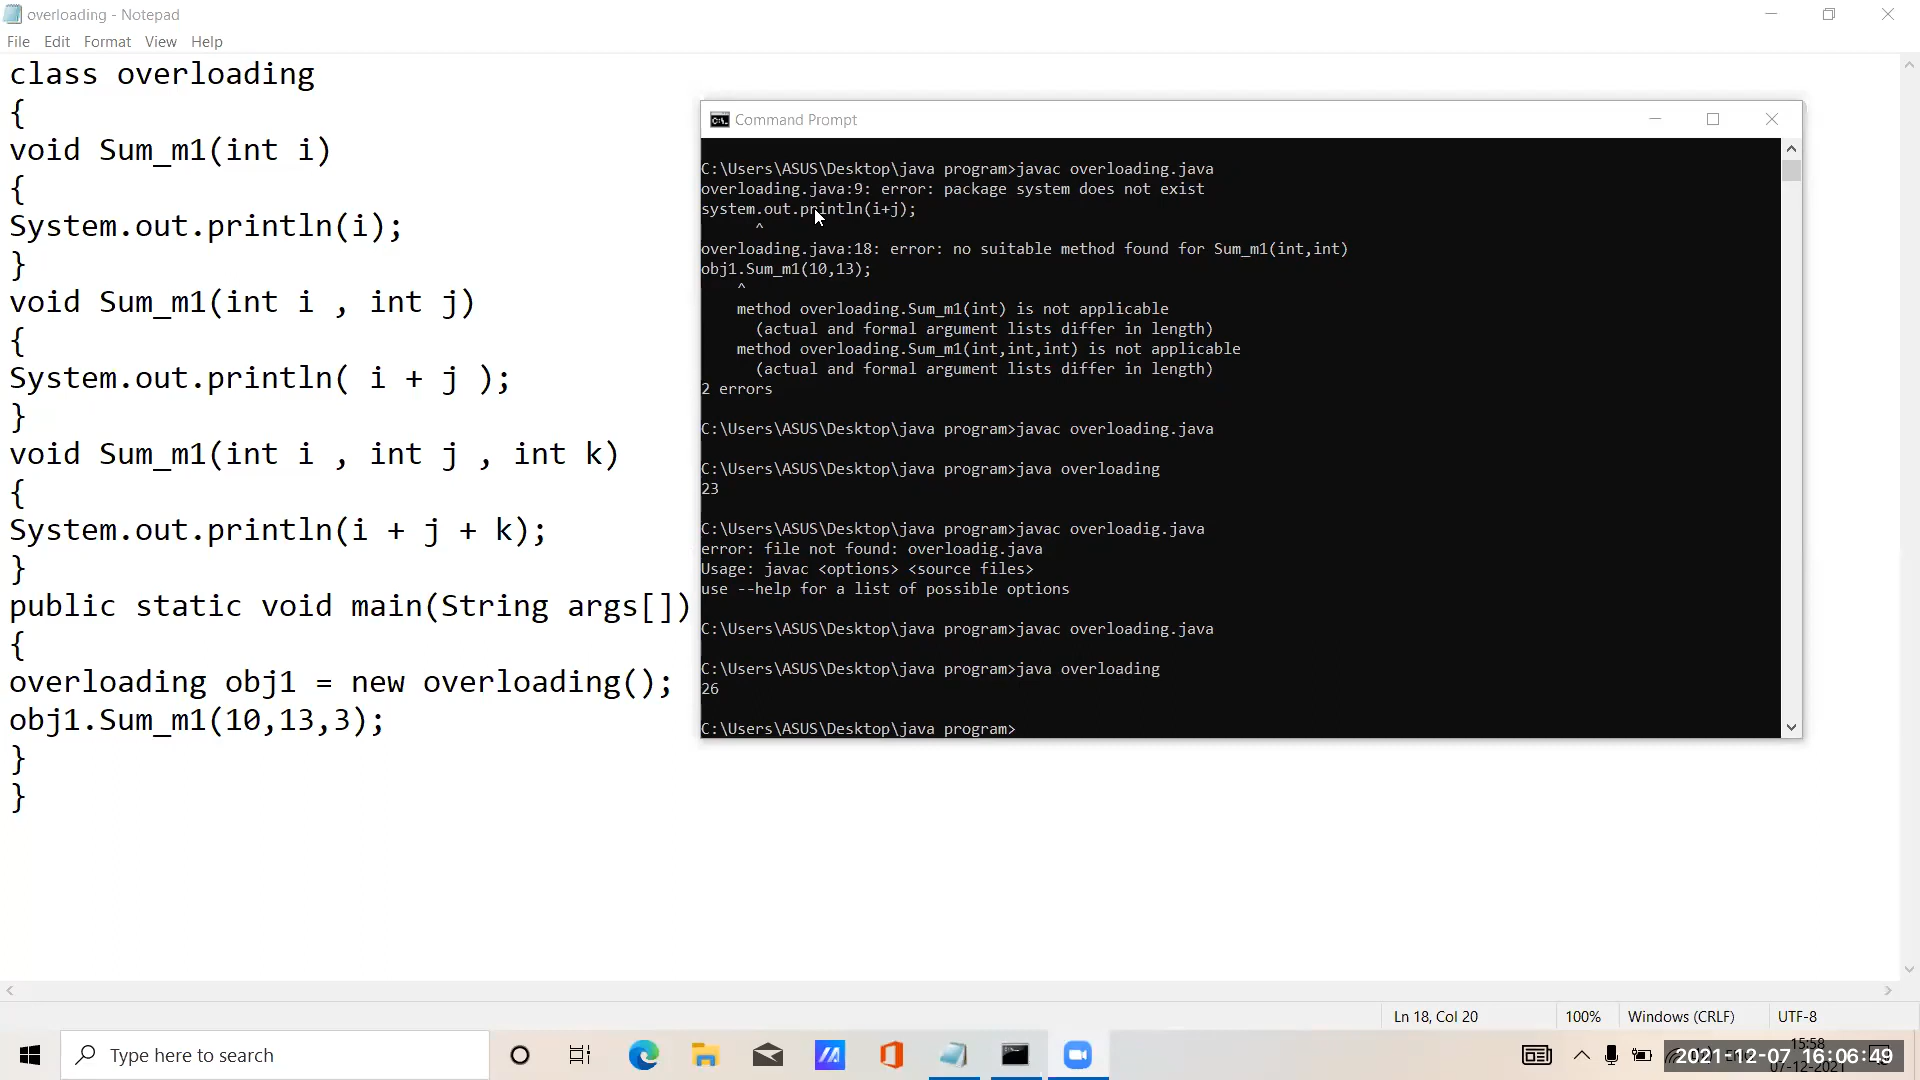 overloading - Notepad
File Edit Format View Help
class overloading
{
void Sum_m1(int i)
{
System.out.println(i);
}
void Sum_m1(int i , int j)
{
System.out.println( i + j );
}
void Sum_m1(int i , int j , int k)
{
System.out.println(i + j + k);
}
public static void main(String args[])
{
overloading obj1 = new overloading();
obj1.Sum_m1(10,13,3);
}
}
Command Prompt
C:\Users\ASUS\Desktop\java program>javac overloading.java
overloading.java:9: error: package system does not exist
system.out.println(i+j);
^
overloading.java:18: error: no suitable method found for Sum_m1(int,int)
obj1.Sum_m1(10,13);
^
method overloading.Sum_m1(int) is not applicable
(actual and formal argument lists differ in length)
method overloading.Sum_m1(int,int,int) is not applicable
(actual and formal argument lists differ in length)
2 errors
C:\Users\ASUS\Desktop\java program>javac overloading.java
C:\Users\ASUS\Desktop\java program>java overloading
23
C:\Users\ASUS\Desktop\java program>javac overloadig.java
error: file not found: overloadig.java
Usage: javac <options> <source files>
use --help for a list of possible options
C:\Users\ASUS\Desktop\java program>javac overloading.java
C:\Users\ASUS\Desktop\java program>java overloading
26
C:\Users\ASUS\Desktop\java program>
Ln 18, Col 20 100% Windows (CRLF) UTF-8
Type here to search
15:58
2021-12-07 16:06:49
07-12-2021